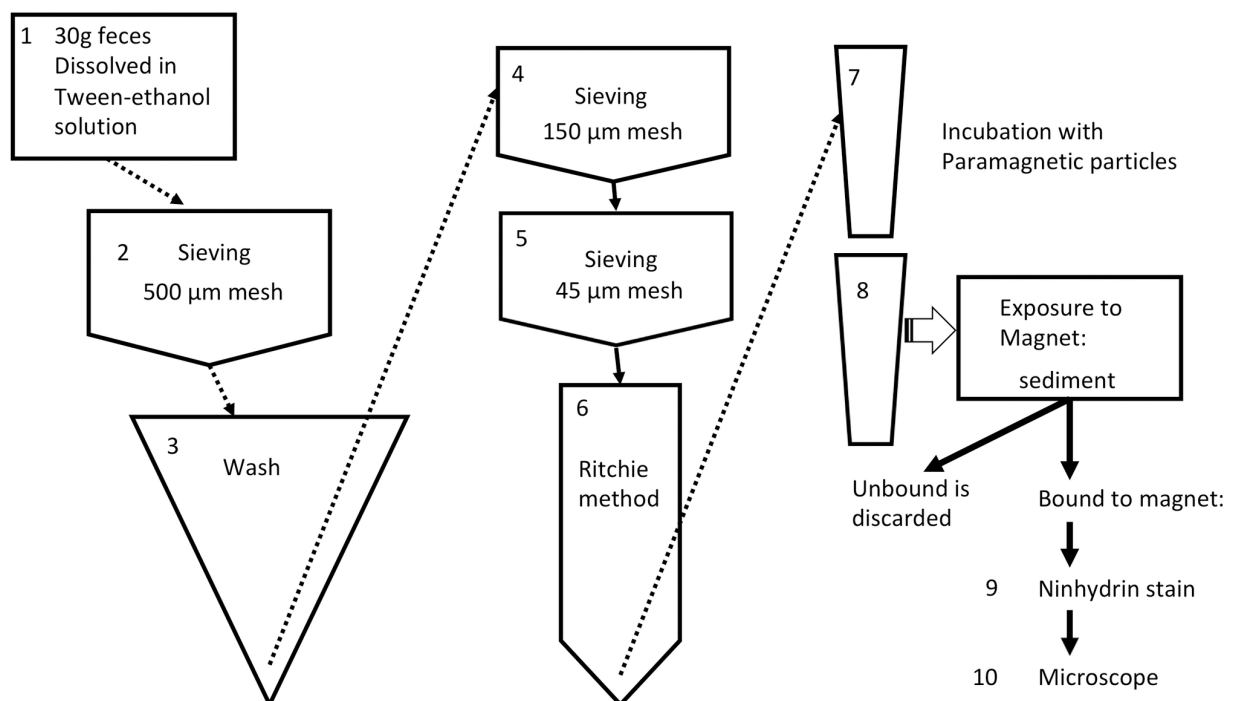 1 30g feces
Dissolved in
Tween-ethanol
solution
2 Sieving
500 µm mesh
3 Wash
4
Sieving
150 µm mesh
5
Sieving
45 µm mesh
6
Ritchie
method
7
Incubation with
Paramagnetic particles
8
Exposure to
Magnet:
sediment
Unbound is
discarded
Bound to magnet:
9 Ninhydrin stain
10 Microscope